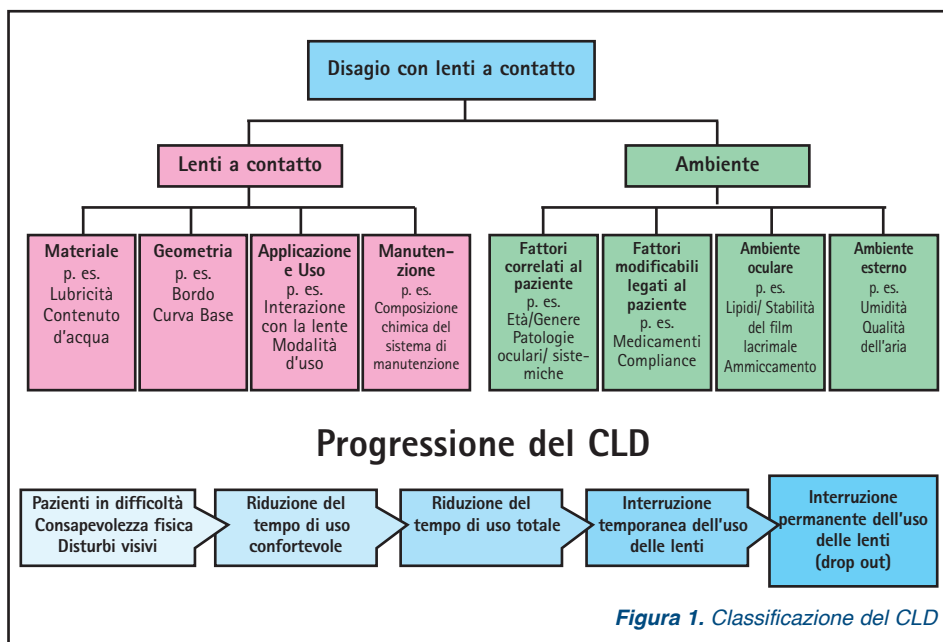 Disagio con lenti a contatto
Lenti a contatto
Ambiente
Materiale
p. es.
Lubricità
Contenuto
d'acqua
Geometria
p. es.
Bordo
Curva Base
Applicazione
e Uso
p. es.
Interazione
con la lente
Modalità
d'uso
Manuten-
zione
p. es.
Composizione
chimica del
sistema di
manutenzione
Fattori
correlati al
paziente
p. es.
Età/Genere
Patologie
oculari/ siste-
miche
Fattori
modificabili
legati al
paziente
p. es.
Medicamenti
Compliance
Ambiente
oculare
p. es.
Lipidi/ Stabilità
del film
lacrimale
Ammiccamento
Ambiente
esterno
p. es.
Umidità
Qualità
dell'aria
Progressione del CLD
Pazienti in difficoltà
Consapevolezza fisica
Disturbi visivi
Riduzione del
tempo di uso
confortevole
Riduzione del
tempo di uso totale
Interruzione
temporanea dell'uso
delle lenti
Interruzione
permanente dell'uso
delle lenti
(drop out)
Figura 1. Classificazione del CLD